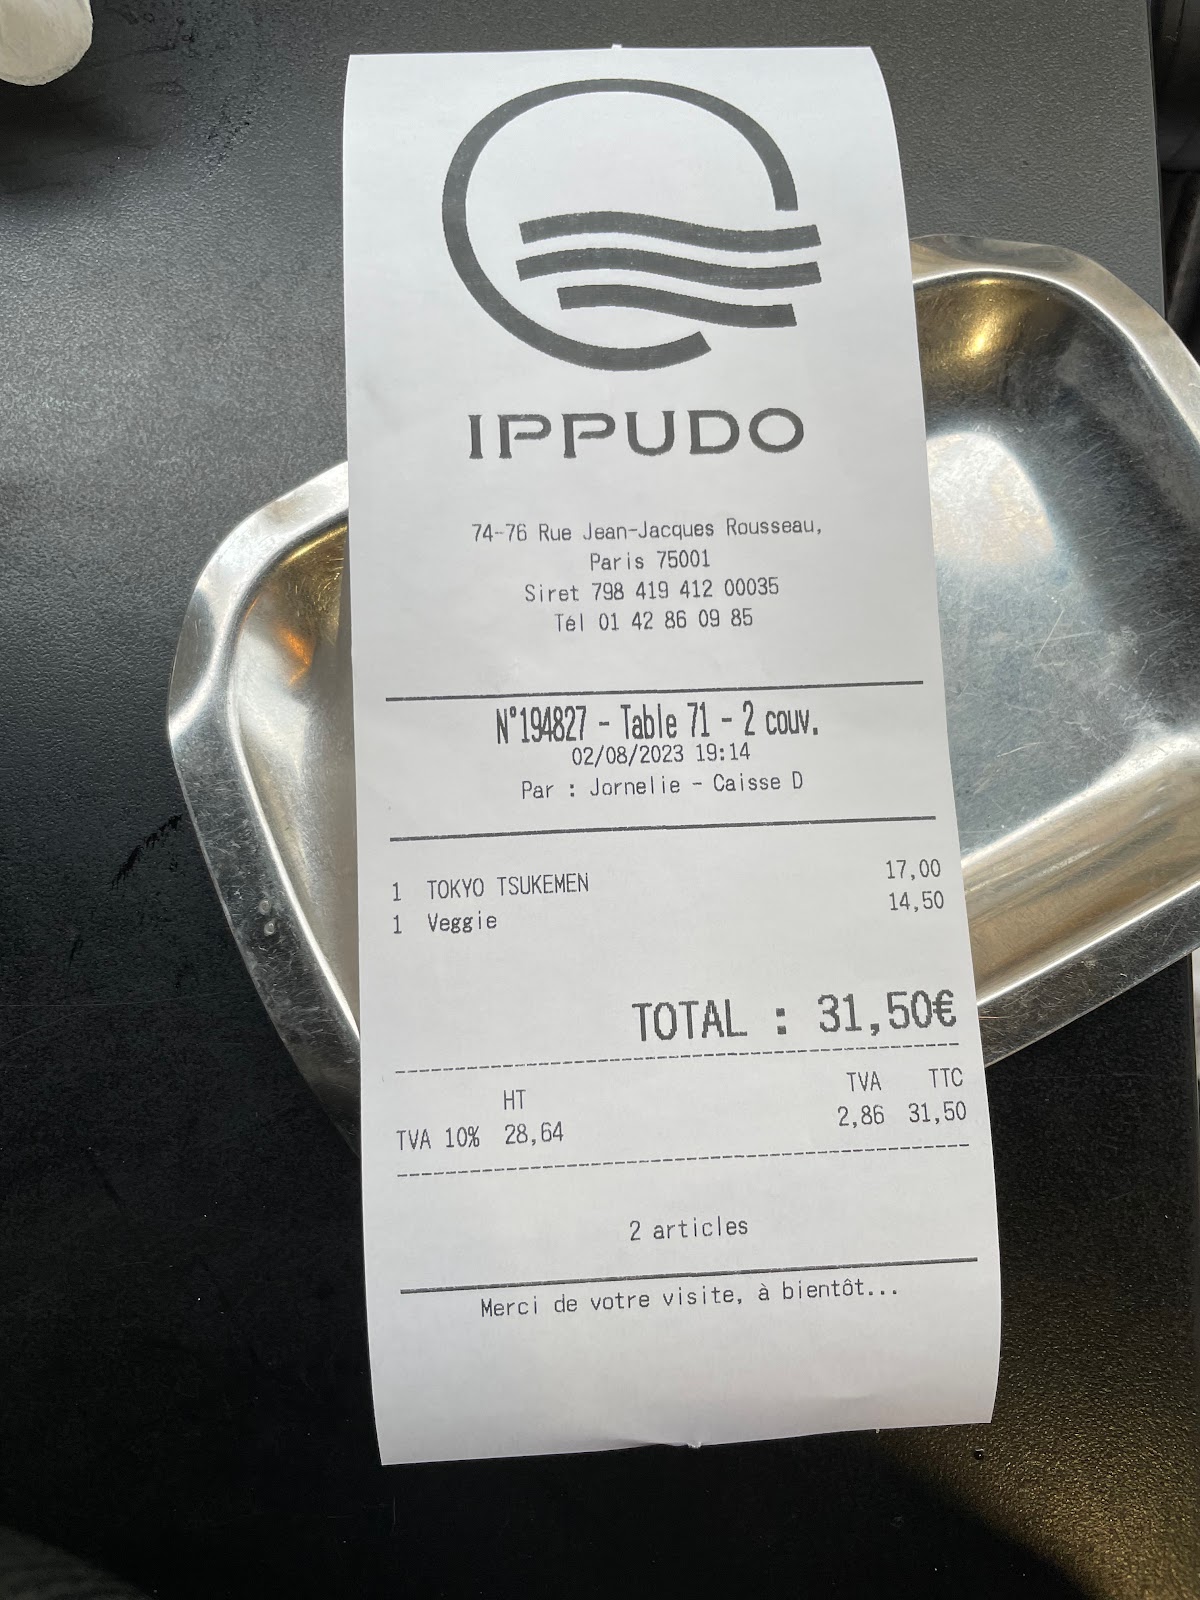 IPPUDO
74-76 Rue Jean-Jacques Rousseau,
Paris 75001
Siret 798 419 412 00035
Tél 01 42 86 09 85
N°194827 - Table 71 - 2 couv.
02/08/2023 19:14
Par : Jornelie - Caisse D
1 TOKYO TSUKEMEN 17,00
1 Veggie 14,50
TOTAL : 31,50€
HT TVA TTC
TVA 10% 28,64 2,86 31,50
2 articles
Merci de votre visite, à bientôt...